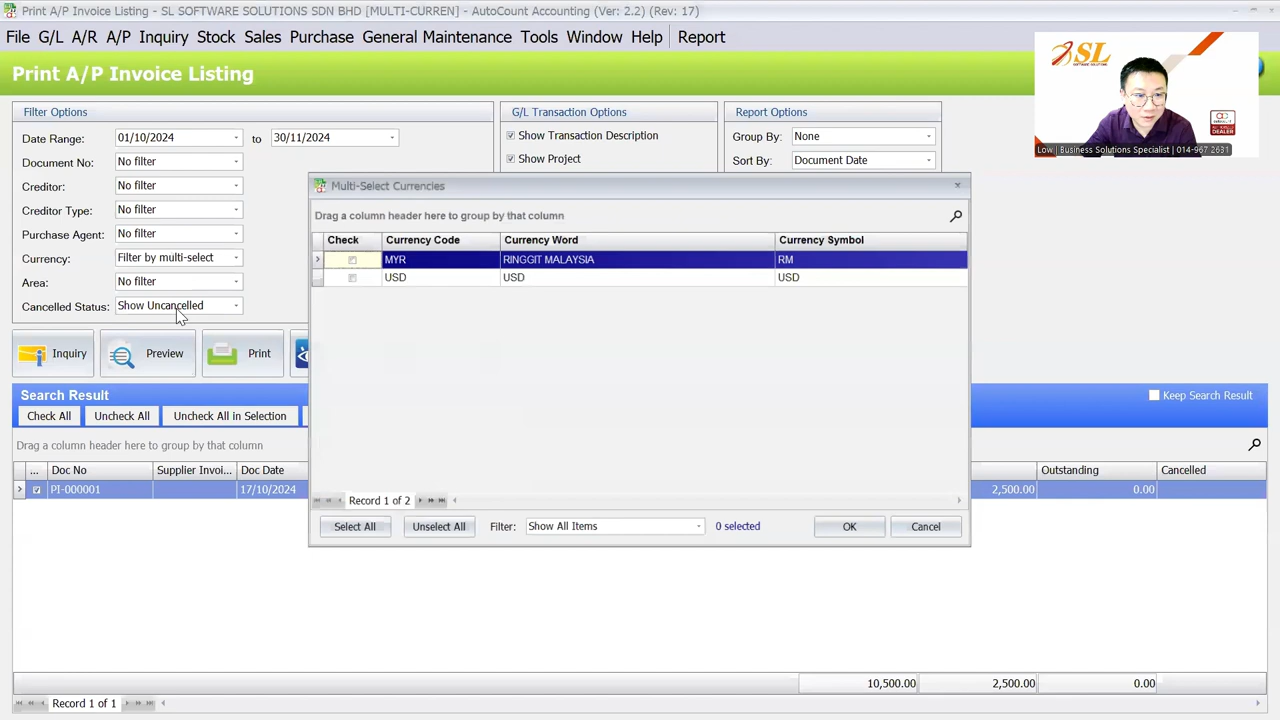 Print A/P Invoice Listing - SL SOFTWARE SOLUTIONS SDN BHD [MULTI-CURREN] - AutoCount Accounting (Ver: 2.2) (Rev: 17)
File G/L A/R A/P Inquiry Stock Sales Purchase General Maintenance Tools Window Help Report
Print A/P Invoice Listing
SL
SOFTWARE SOLUTIONS
DEALER
Low | Business Solutions Specialist | 014-967 2631
Filter Options
Date Range: 01/10/2024 to 30/11/2024
Document No: No filter
Creditor: No filter
Creditor Type: No filter
Purchase Agent: No filter
Currency: Filter by multi-select
Area: No filter
Cancelled Status: Show Uncancelled
G/L Transaction Options
Show Transaction Description
Show Project
Report Options
Group By: None
Sort By: Document Date
Multi-Select Currencies
Drag a column header here to group by that column
Check Currency Code Currency Word Currency Symbol
MYR RINGGIT MALAYSIA RM
USD USD USD
Record 1 of 2
Select All Unselect All Filter: Show All Items 0 selected OK Cancel
Inquiry Preview Print
Search Result
Keep Search Result
Check All Uncheck All Uncheck All in Selection
Drag a column header here to group by that column
... Doc No Supplier Invoi... Doc Date Outstanding Cancelled
PI-000001 17/10/2024 2,500.00 0.00
10,500.00 2,500.00 0.00
Record 1 of 1